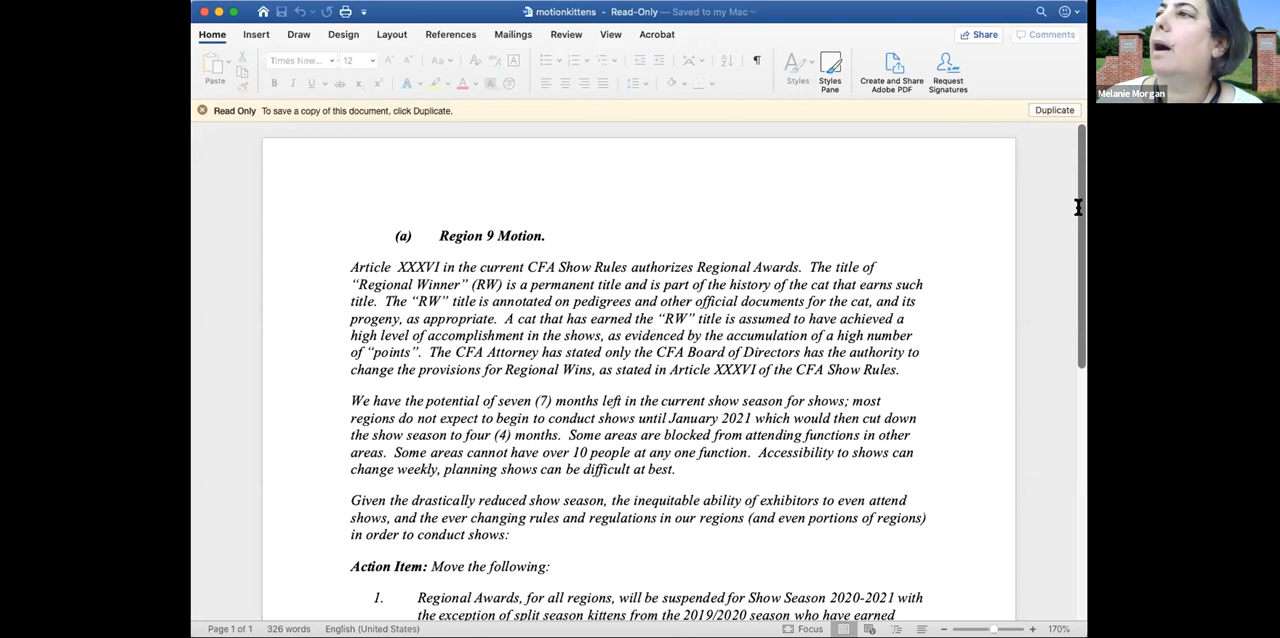 motionkittens - Read-Only — Saved to my Mac
Home Insert Draw Design Layout References Mailings Review View Acrobat Share Comments
Paste Times New... 12 Styles Styles Pane Create and Share Adobe PDF Request Signatures
Read Only To save a copy of this document, click Duplicate. Duplicate
Melanie Morgan
(a) Region 9 Motion.
Article XXXVI in the current CFA Show Rules authorizes Regional Awards. The title of
“Regional Winner” (RW) is a permanent title and is part of the history of the cat that earns such
title. The “RW” title is annotated on pedigrees and other official documents for the cat, and its
progeny, as appropriate. A cat that has earned the “RW” title is assumed to have achieved a
high level of accomplishment in the shows, as evidenced by the accumulation of a high number
of “points”. The CFA Attorney has stated only the CFA Board of Directors has the authority to
change the provisions for Regional Wins, as stated in Article XXXVI of the CFA Show Rules.
We have the potential of seven (7) months left in the current show season for shows; most
regions do not expect to begin to conduct shows until January 2021 which would then cut down
the show season to four (4) months. Some areas are blocked from attending functions in other
areas. Some areas cannot have over 10 people at any one function. Accessibility to shows can
change weekly, planning shows can be difficult at best.
Given the drastically reduced show season, the inequitable ability of exhibitors to even attend
shows, and the ever changing rules and regulations in our regions (and even portions of regions)
in order to conduct shows:
Action Item: Move the following:
1. Regional Awards, for all regions, will be suspended for Show Season 2020-2021 with
the exception of split season kittens from the 2019/2020 season who have earned
Page 1 of 1 326 words English (United States) Focus 170%